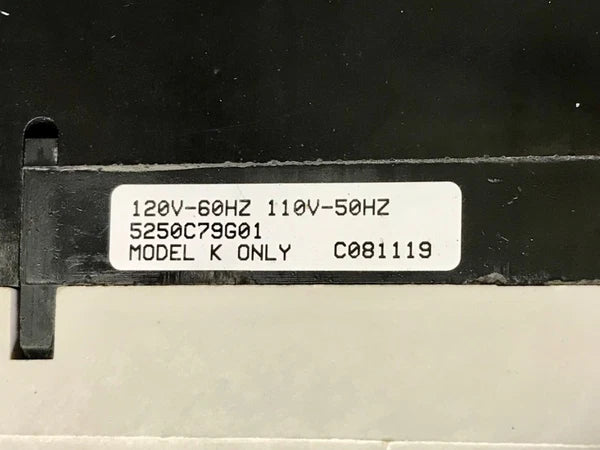 120V-60HZ 110V-50HZ
5250C79G01
MODEL K ONLY C081119